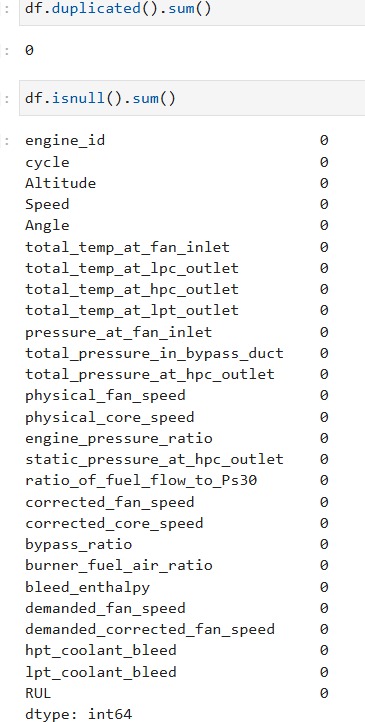 : df.duplicated().sum()
: 0
: df.isnull().sum()
: engine_id 0
cycle 0
Altitude 0
Speed 0
Angle 0
total_temp_at_fan_inlet 0
total_temp_at_lpc_outlet 0
total_temp_at_hpc_outlet 0
total_temp_at_lpt_outlet 0
pressure_at_fan_inlet 0
total_pressure_in_bypass_duct 0
total_pressure_at_hpc_outlet 0
physical_fan_speed 0
physical_core_speed 0
engine_pressure_ratio 0
static_pressure_at_hpc_outlet 0
ratio_of_fuel_flow_to_Ps30 0
corrected_fan_speed 0
corrected_core_speed 0
bypass_ratio 0
burner_fuel_air_ratio 0
bleed_enthalpy 0
demanded_fan_speed 0
demanded_corrected_fan_speed 0
hpt_coolant_bleed 0
lpt_coolant_bleed 0
RUL 0
dtype: int64